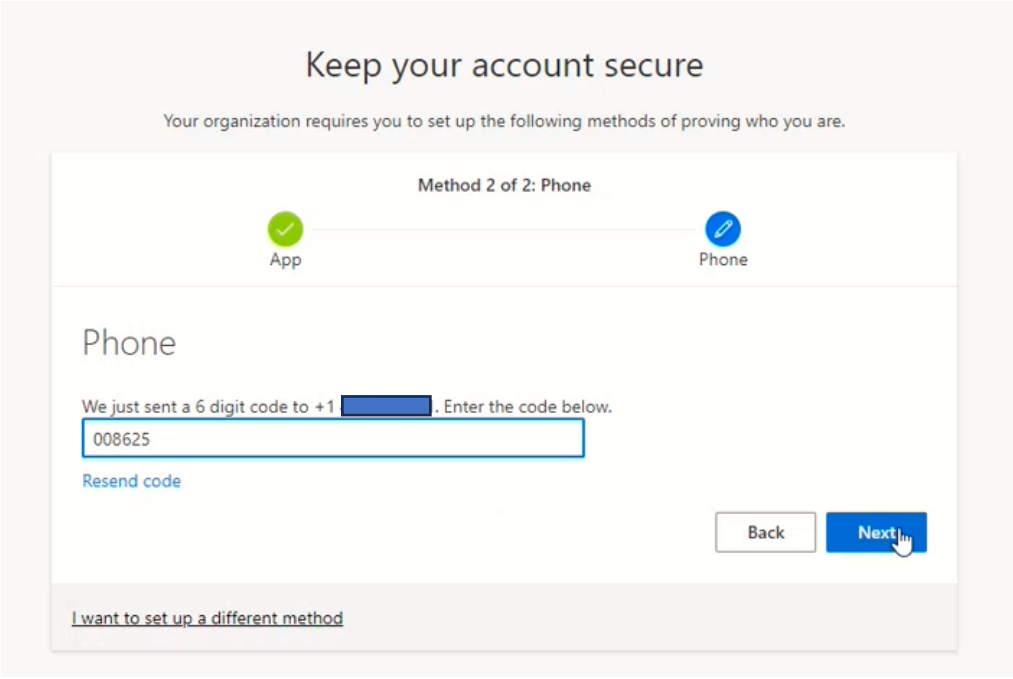 Keep your account secure
Your organization requires you to set up the following methods of proving who you are.
Method 2 of 2: Phone
App
Phone
Phone
We just sent a 6 digit code to +1 . Enter the code below.
008625
Resend code
Back
Next
I want to set up a different method